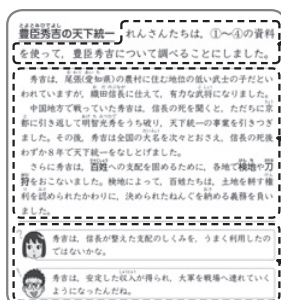 豊臣秀吉の天下統一 れんさんたちは、①〜④の資料
を使って、豊臣秀吉について調べることにしました。
秀吉は、尾張(愛知県)の農村に住む地位の低い武士の子だとい
われていますが、織田信長に仕えて、有力な武将になりました。
中国地方で戦っていた秀吉は、信長の死を聞くと、ただちに京
都に引き返して明智光秀をうち破り、天下統一の事業を引きつぎ
ました。その後、秀吉は全国の大名を次々とおさえ、信長の死後
わずか8年で天下統一をなしとげました。
さらに秀吉は、百姓への支配を固めるために、各地で検地や刀
狩をおこないました。検地によって、百姓たちは、土地を耕す権
利を認められたかわりに、決められたねんぐを納める義務を負い
ました。
秀吉は、信長が整えた支配のしくみを、うまく利用したの
ではないかな。
秀吉は、安定した収入が得られ、大軍を戦場へ連れていく
ようになったんだね。